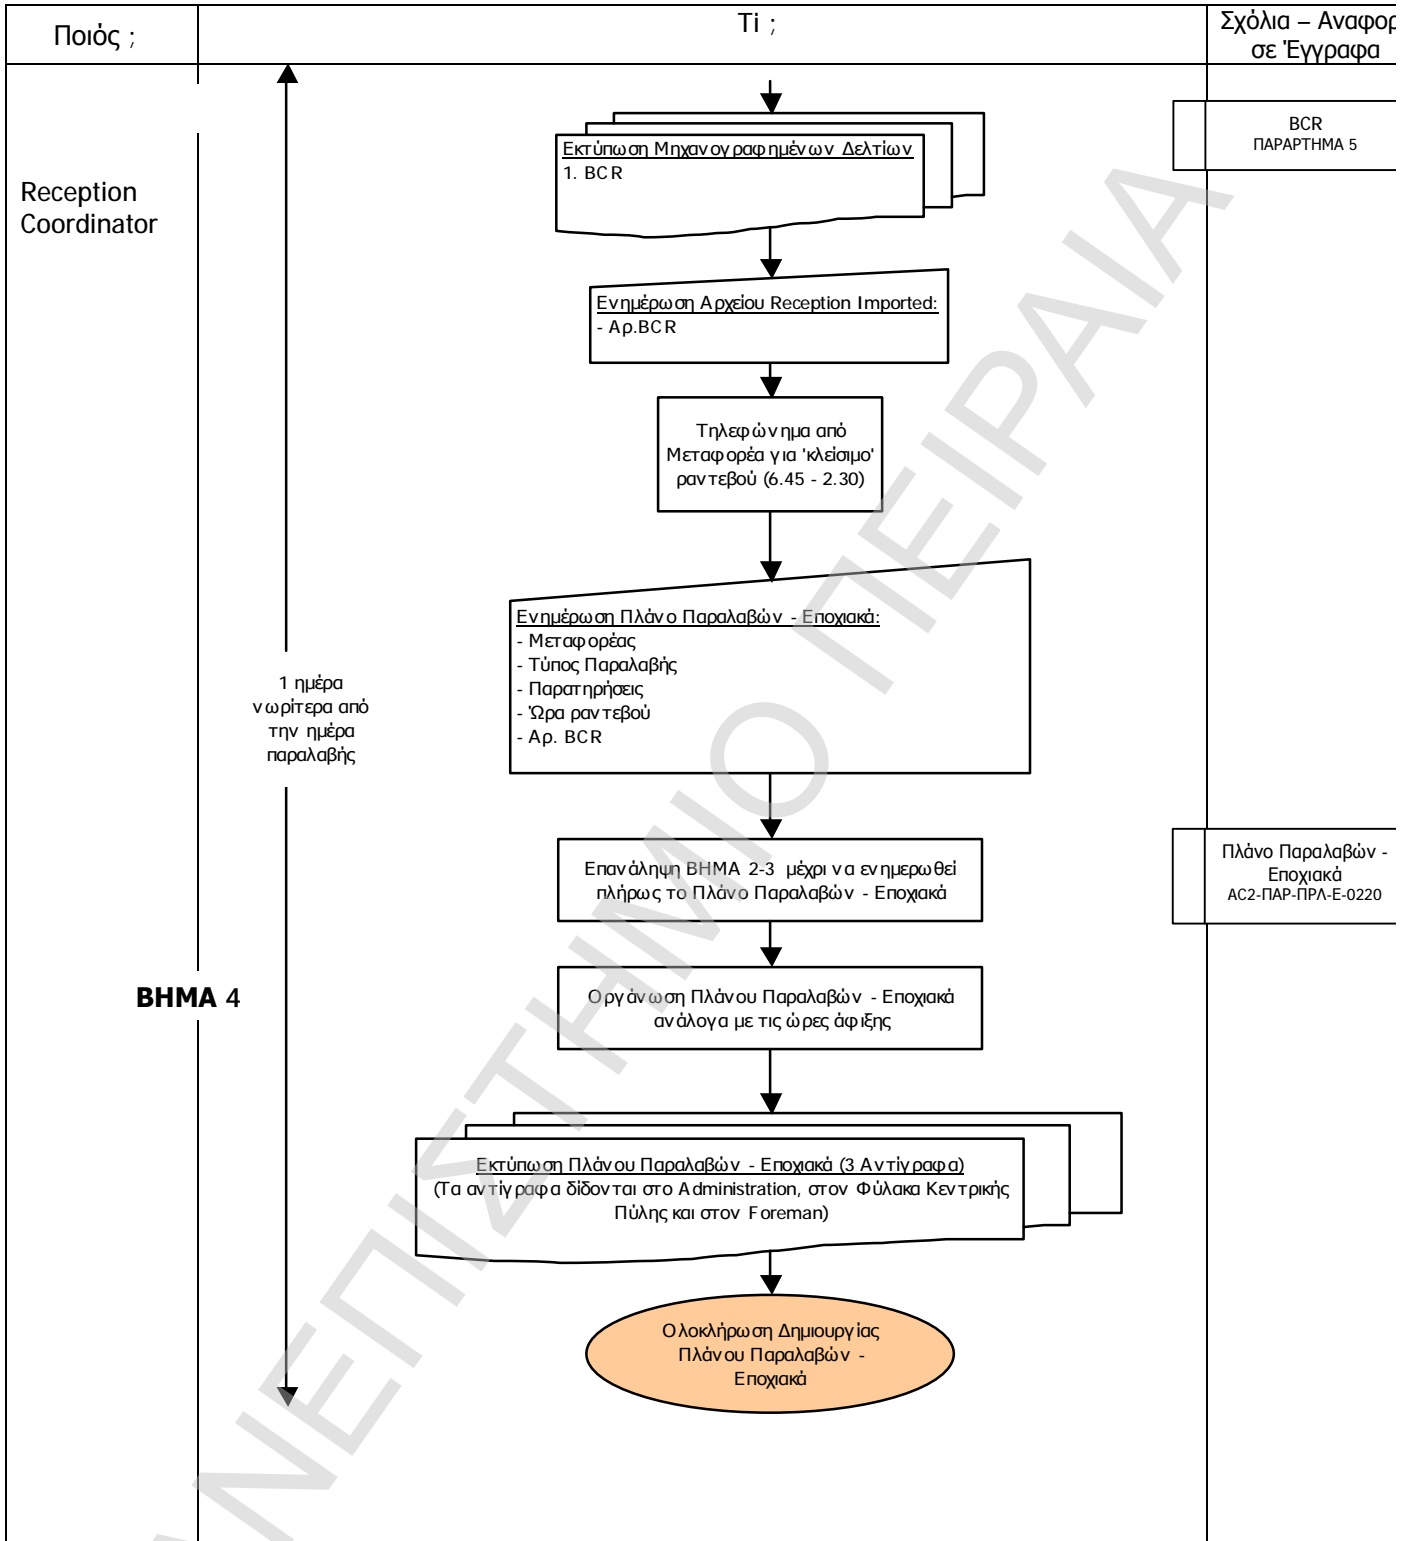 Ποιός ;
Τi ;
Σχόλια – Αναφορ
σε Έγγραφα
Reception
Coordinator
Εκτύπωση Μηχανογραφημένων Δελτίων
1. BCR
BCR
ΠΑΡΑΡΤΗΜΑ 5
Ενημέρωση Αρχείου Reception Imported:
- Αρ.BCR
Τηλεφώνημα από
Μεταφορέα για 'κλείσιμο'
ραντεβού (6.45 - 2.30)
Ενημέρωση Πλάνο Παραλαβών - Εποχιακά:
- Μεταφορέας
- Τύπος Παραλαβής
- Παρατηρήσεις
- Ώρα ραντεβού
- Αρ. BCR
1 ημέρα
νωρίτερα από
την ημέρα
παραλαβής
Επανάληψη ΒΗΜΑ 2-3 μέχρι να ενημερωθεί
πλήρως το Πλάνο Παραλαβών - Εποχιακά
Πλάνο Παραλαβών -
Εποχιακά
AC2-ΠΑΡ-ΠΡΛ-Ε-0220
ΒΗΜΑ 4
Οργάνωση Πλάνου Παραλαβών - Εποχιακά
ανάλογα με τις ώρες άφιξης
Εκτύπωση Πλάνου Παραλαβών - Εποχιακά (3 Αντίγραφα)
(Τα αντίγραφα δίδονται στο Administration, στον Φύλακα Κεντρικής
Πύλης και στον Foreman)
Ολοκλήρωση Δημιουργίας
Πλάνου Παραλαβών -
Εποχιακά
ΑΝΕΠΙΣΤΗΜΙΟ ΠΕΙΡΑΙΑ